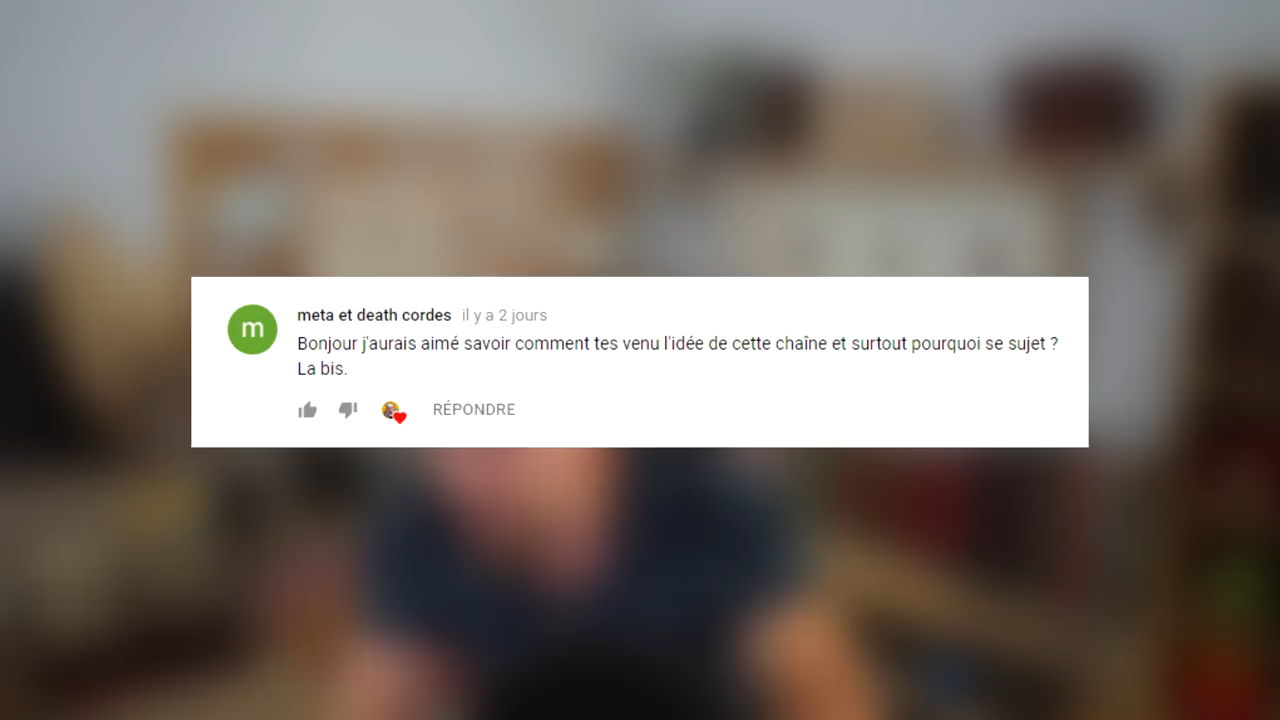 m
meta et death cordes il y a 2 jours
Bonjour j'aurais aimé savoir comment tes venu l'idée de cette chaîne et surtout pourquoi se sujet ?
La bis.
RÉPONDRE